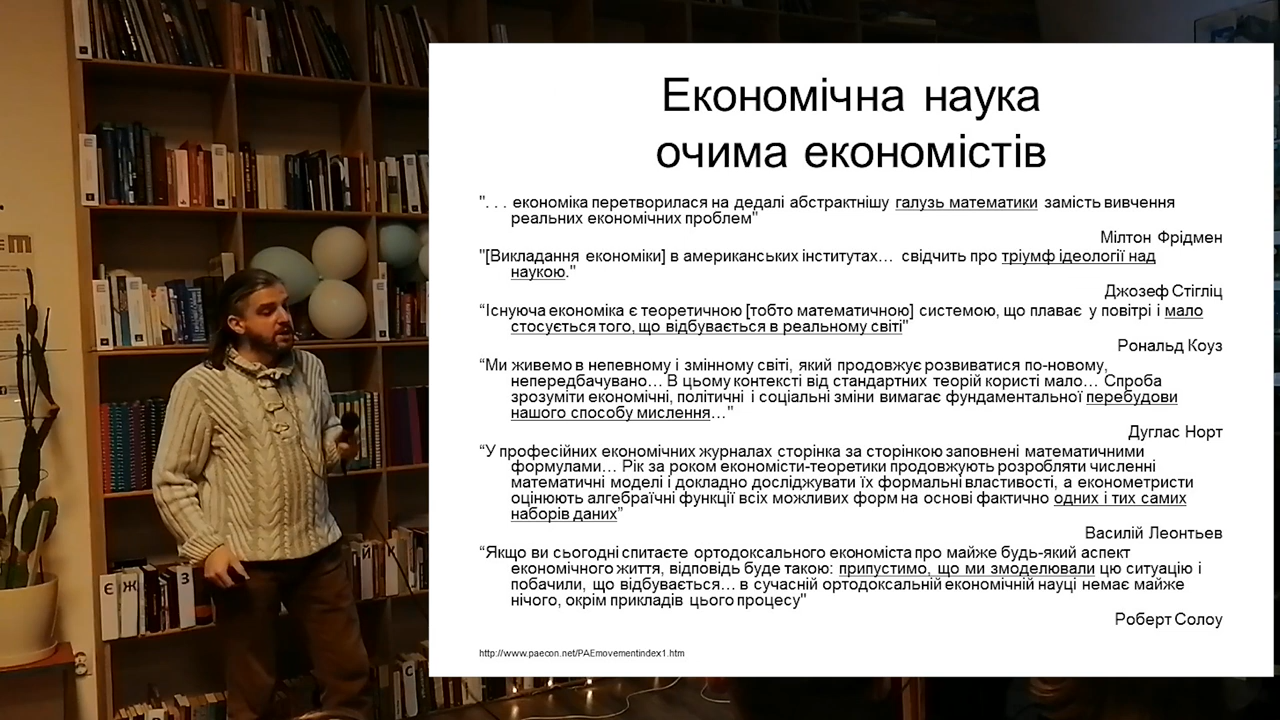 Економічна наука
очима економістів
". . . економіка перетворилася на дедалі абстрактнішу галузь математики замість вивчення
реальних економічних проблем"
Мілтон Фрідмен
"[Викладання економіки] в американських інститутах… свідчить про тріумф ідеології над
наукою."
Джозеф Стігліц
“Існуюча економіка є теоретичною [тобто математичною] системою, що плаває у повітрі і мало
стосується того, що відбувається в реальному світі"
Рональд Коуз
“Ми живемо в непевному і змінному світі, який продовжує розвиватися по-новому,
непередбачувано… В цьому контексті від стандартних теорій користі мало… Спроба
зрозуміти економічні, політичні і соціальні зміни вимагає фундаментальної перебудови
нашого способу мислення…"
Дуглас Норт
“У професійних економічних журналах сторінка за сторінкою заповнені математичними
формулами… Рік за роком економісти-теоретики продовжують розробляти численні
математичні моделі і докладно досліджувати їх формальні властивості, а економетристи
оцінюють алгебраїчні функції всіх можливих форм на основі фактично одних і тих самих
наборів даних”
Василій Леонтьев
“Якщо ви сьогодні спитаєте ортодоксального економіста про майже будь-який аспект
економічного життя, відповідь буде такою: припустимо, що ми змоделювали цю ситуацію і
побачили, що відбувається… в сучасній ортодоксальній економічній науці немає майже
нічого, окрім прикладів цього процесу"
Роберт Солоу
http://www.paecon.net/PAEmovementindex1.htm
Є Ж З
Й К